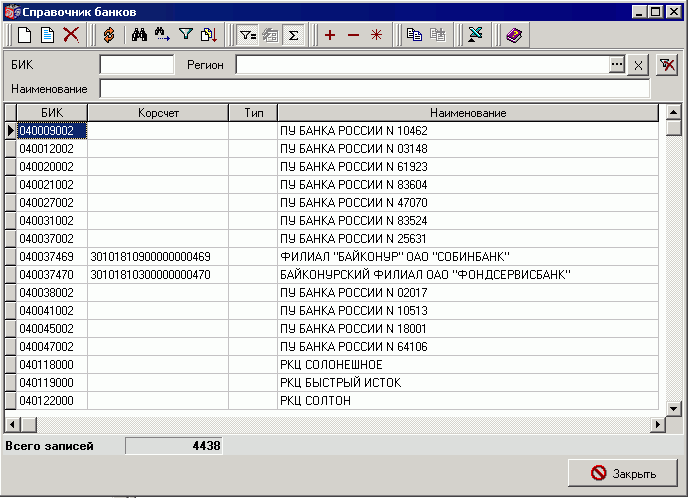 Справочник банков
БИК Регион ... X
Наименование
БИК Корсчет Тип Наименование
040009002 ПУ БАНКА РОССИИ N 10462
040012002 ПУ БАНКА РОССИИ N 03148
040020002 ПУ БАНКА РОССИИ N 61923
040021002 ПУ БАНКА РОССИИ N 83604
040027002 ПУ БАНКА РОССИИ N 47070
040031002 ПУ БАНКА РОССИИ N 83524
040037002 ПУ БАНКА РОССИИ N 25631
040037469 30101810900000000469 ФИЛИАЛ "БАЙКОНУР" ОАО "СОБИНБАНК"
040037470 30101810300000000470 БАЙКОНУРСКИЙ ФИЛИАЛ ОАО "ФОНДСЕРВИСБАНК"
040038002 ПУ БАНКА РОССИИ N 02017
040041002 ПУ БАНКА РОССИИ N 10513
040045002 ПУ БАНКА РОССИИ N 18001
040047002 ПУ БАНКА РОССИИ N 64106
040118000 РКЦ СОЛОНЕШНОЕ
040119000 РКЦ БЫСТРЫЙ ИСТОК
040122000 РКЦ СОЛТОН
Всего записей 4438
Закрыть